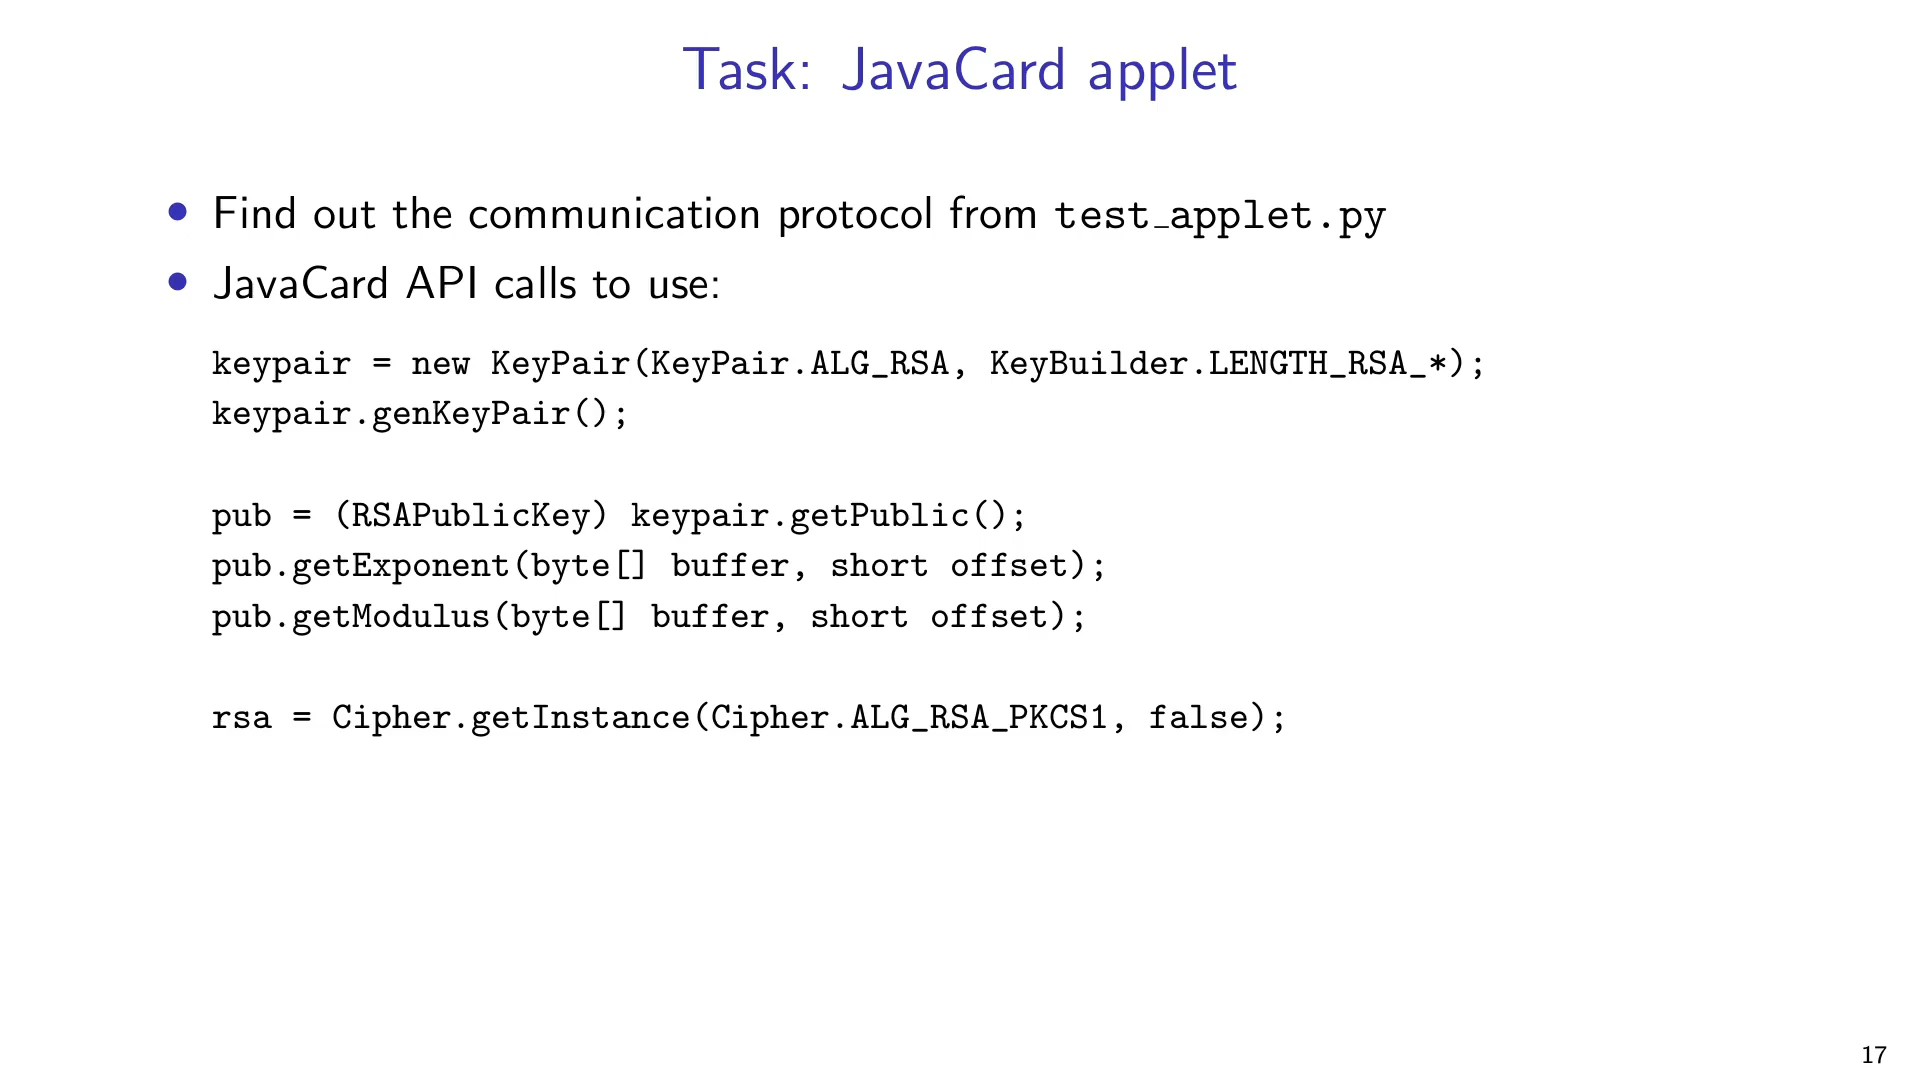 Task: JavaCard applet
• Find out the communication protocol from test_applet.py
• JavaCard API calls to use:
keypair = new KeyPair(KeyPair.ALG_RSA, KeyBuilder.LENGTH_RSA_*);
keypair.genKeyPair();
pub = (RSAPublicKey) keypair.getPublic();
pub.getExponent(byte[] buffer, short offset);
pub.getModulus(byte[] buffer, short offset);
rsa = Cipher.getInstance(Cipher.ALG_RSA_PKCS1, false);
17